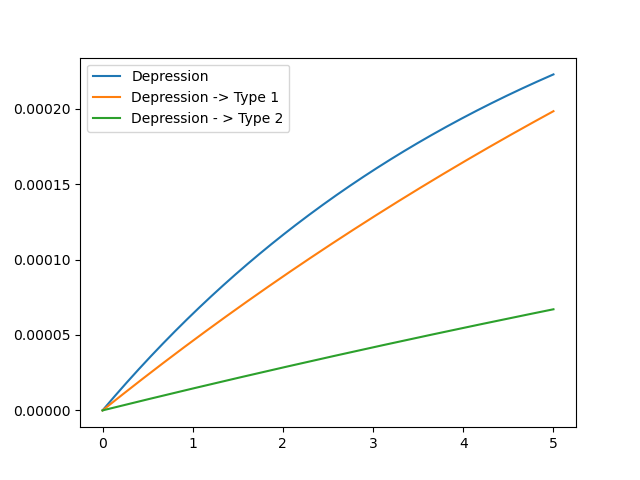 Depression
Depression -> Type 1
Depression - > Type 2
0.00020
0.00015
0.00010
0.00005
0.00000
0 1 2 3 4 5